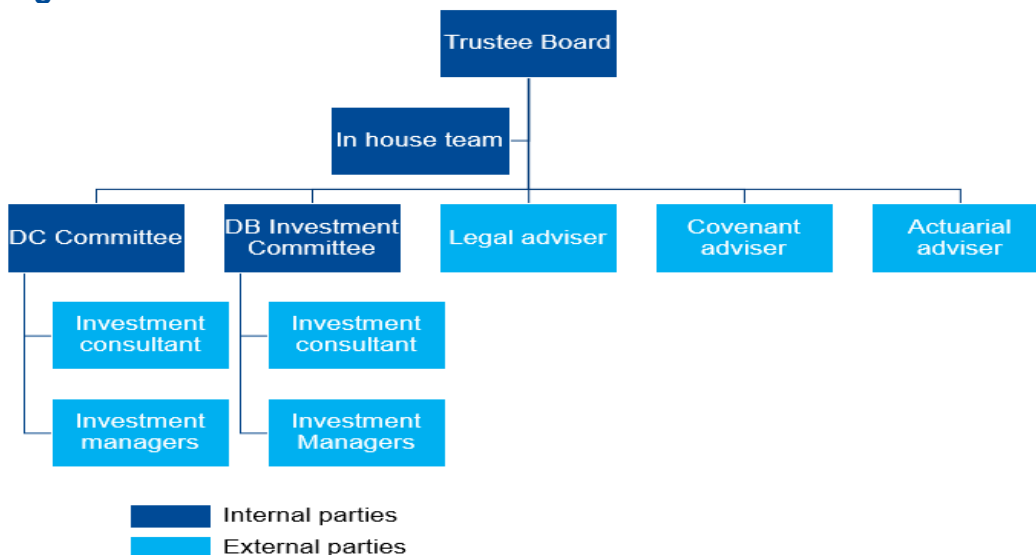 Trustee Board
In house team
DC Committee
DB Investment
Committee
Legal adviser
Covenant
adviser
Actuarial
adviser
Investment
consultant
Investment
consultant
Investment
managers
Investment
Managers
Internal parties
External parties